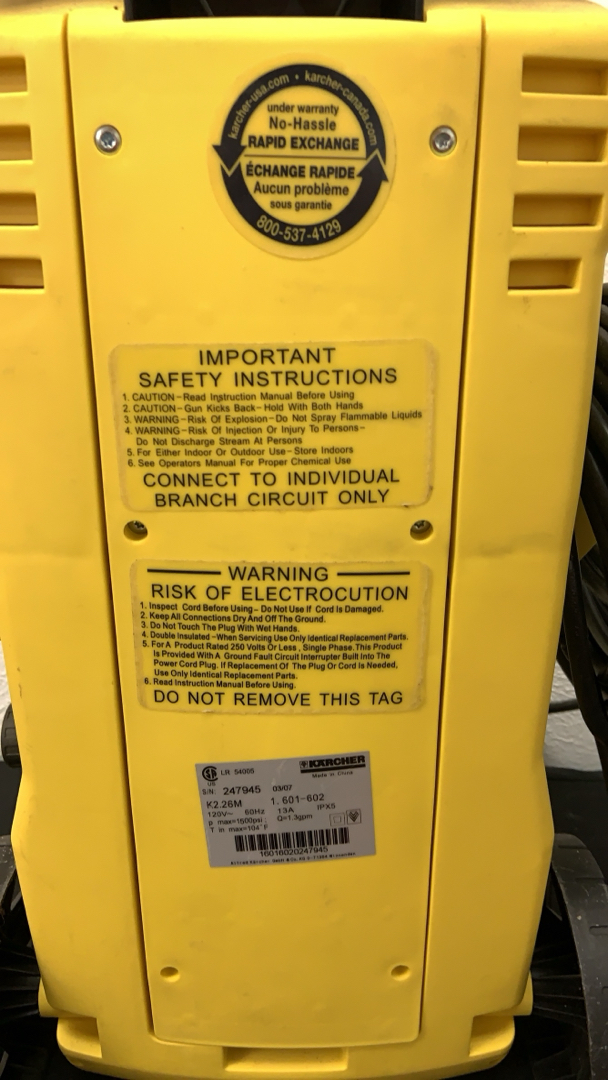 karcher-usa.com • karcher-canada.com
under warranty
No-Hassle
RAPID EXCHANGE
ÉCHANGE RAPIDE
Aucun problème
sous garantie
800-537-4129
IMPORTANT
SAFETY INSTRUCTIONS
1. CAUTION–Read Instruction Manual Before Using
2. CAUTION–Gun Kicks Back–Hold With Both Hands
3. WARNING–Risk Of Explosion–Do Not Spray Flammable Liquids
4. WARNING–Risk Of Injection Or Injury To Persons–
Do Not Discharge Stream At Persons
5. For Either Indoor Or Outdoor Use–Store Indoors
6. See Operators Manual For Proper Chemical Use
CONNECT TO INDIVIDUAL
BRANCH CIRCUIT ONLY
WARNING
RISK OF ELECTROCUTION
1. Inspect Cord Before Using– Do Not Use If Cord Is Damaged.
2. Keep All Connections Dry And Off The Ground.
3. Do Not Touch The Plug With Wet Hands.
4. Double Insulated–When Servicing Use Only Identical Replacement Parts.
5. For A Product Rated 250 Volts Or Less, Single Phase. This Product
Is Provided With A Ground Fault Circuit Interrupter Built Into The
Power Cord Plug. If Replacement Of The Plug Or Cord Is Needed,
Use Only Identical Replacement Parts.
6. Read Instruction Manual Before Using.
DO NOT REMOVE THIS TAG
LR 54005 KÄRCHER
US Made in China
S/N: 247945 03/07
K2.26M 1.601-602
120V~ 60Hz 13A IPX5
p max=1500psi Q=1.3gpm
T in max=104°F
16016020247945